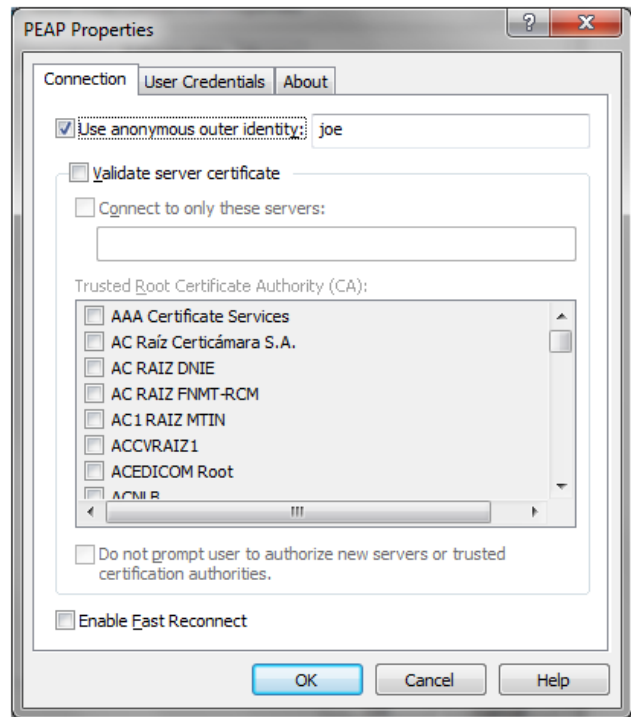 PEAP Properties
Connection User Credentials About
Use anonymous outer identity: joe
Validate server certificate
Connect to only these servers:
Trusted Root Certificate Authority (CA):
AAA Certificate Services
AC Raíz Certicámara S.A.
AC RAIZ DNIE
AC RAIZ FNMT-RCM
AC1 RAIZ MTIN
ACCVRAIZ1
ACEDICOM Root
ACNLB
Do not prompt user to authorize new servers or trusted
certification authorities.
Enable Fast Reconnect
OK Cancel Help